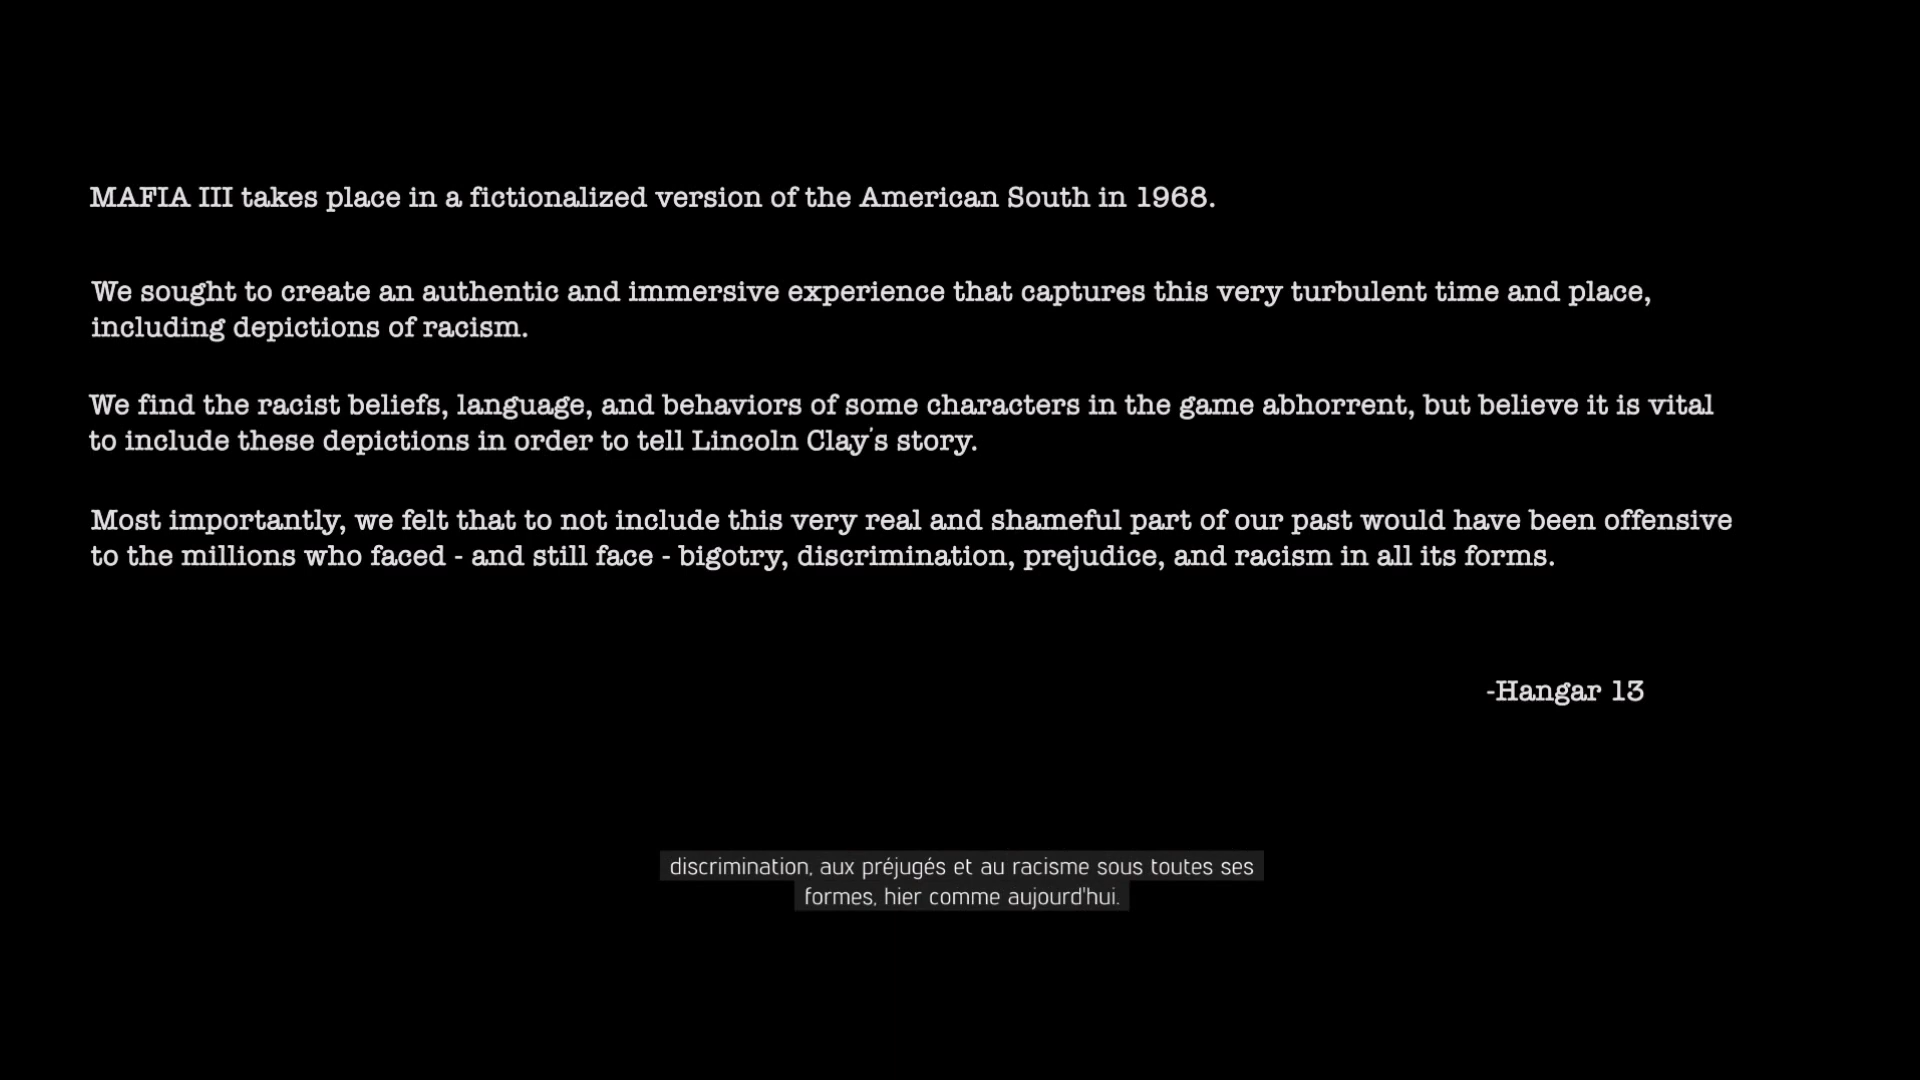 MAFIA III takes place in a fictionalized version of the American South in 1968.
We sought to create an authentic and immersive experience that captures this very turbulent time and place,
including depictions of racism.
We find the racist beliefs, language, and behaviors of some characters in the game abhorrent, but believe it is vital
to include these depictions in order to tell Lincoln Clay's story.
Most importantly, we felt that to not include this very real and shameful part of our past would have been offensive
to the millions who faced - and still face - bigotry, discrimination, prejudice, and racism in all its forms.
-Hangar 13
discrimination, aux préjugés et au racisme sous toutes ses
formes, hier comme aujourd'hui.